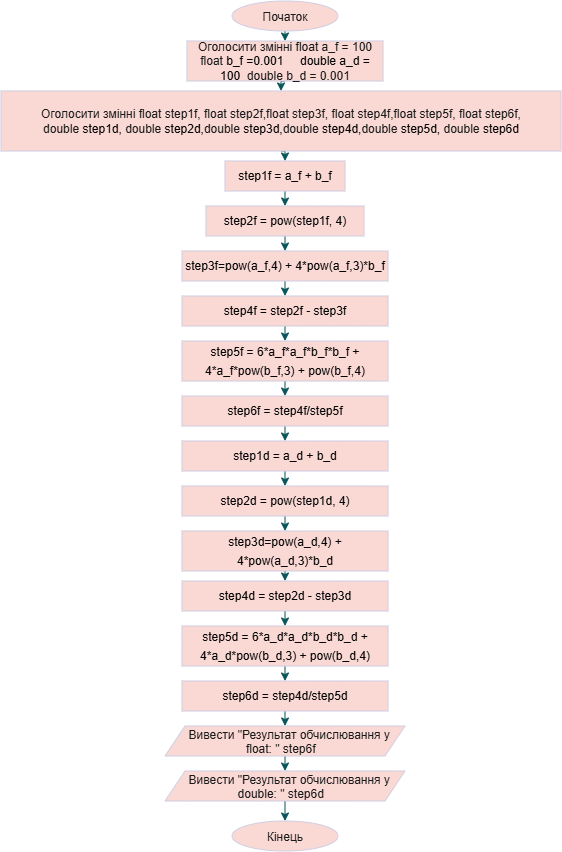 Початок
Оголосити змінні float a_f = 100
float b_f =0.001 double a_d =
100 double b_d = 0.001
Оголосити змінні float step1f, float step2f,float step3f, float step4f,float step5f, float step6f,
double step1d, double step2d,double step3d,double step4d,double step5d, double step6d
step1f = a_f + b_f
step2f = pow(step1f, 4)
step3f=pow(a_f,4) + 4*pow(a_f,3)*b_f
step4f = step2f - step3f
step5f = 6*a_f*a_f*b_f*b_f +
4*a_f*pow(b_f,3) + pow(b_f,4)
step6f = step4f/step5f
step1d = a_d + b_d
step2d = pow(step1d, 4)
step3d=pow(a_d,4) +
4*pow(a_d,3)*b_d
step4d = step2d - step3d
step5d = 6*a_d*a_d*b_d*b_d +
4*a_d*pow(b_d,3) + pow(b_d,4)
step6d = step4d/step5d
Вивести "Результат обчислювання у
float: " step6f
Вивести "Результат обчислювання у
double: " step6d
Кінець